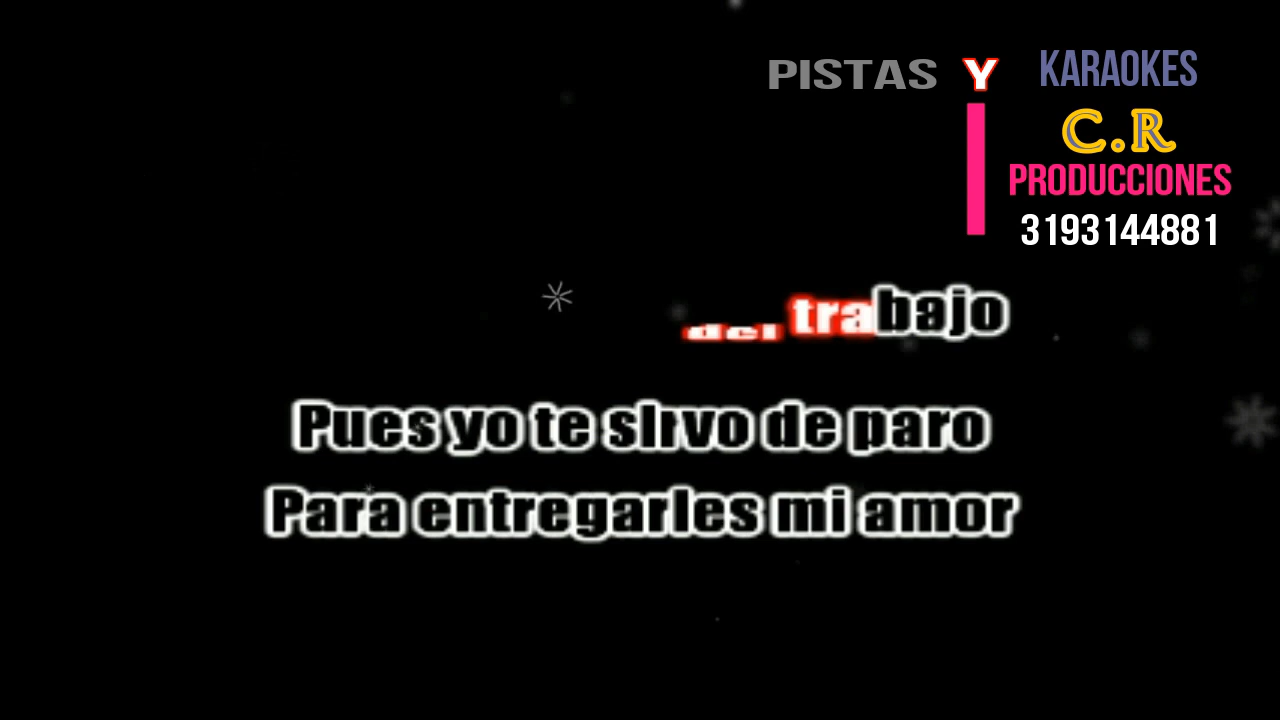 PISTAS Y KARAOKES
C.R
PRODUCCIONES
3193144881
del trabajo
Pues yo te sirvo de paro
Para entregarles mi amor